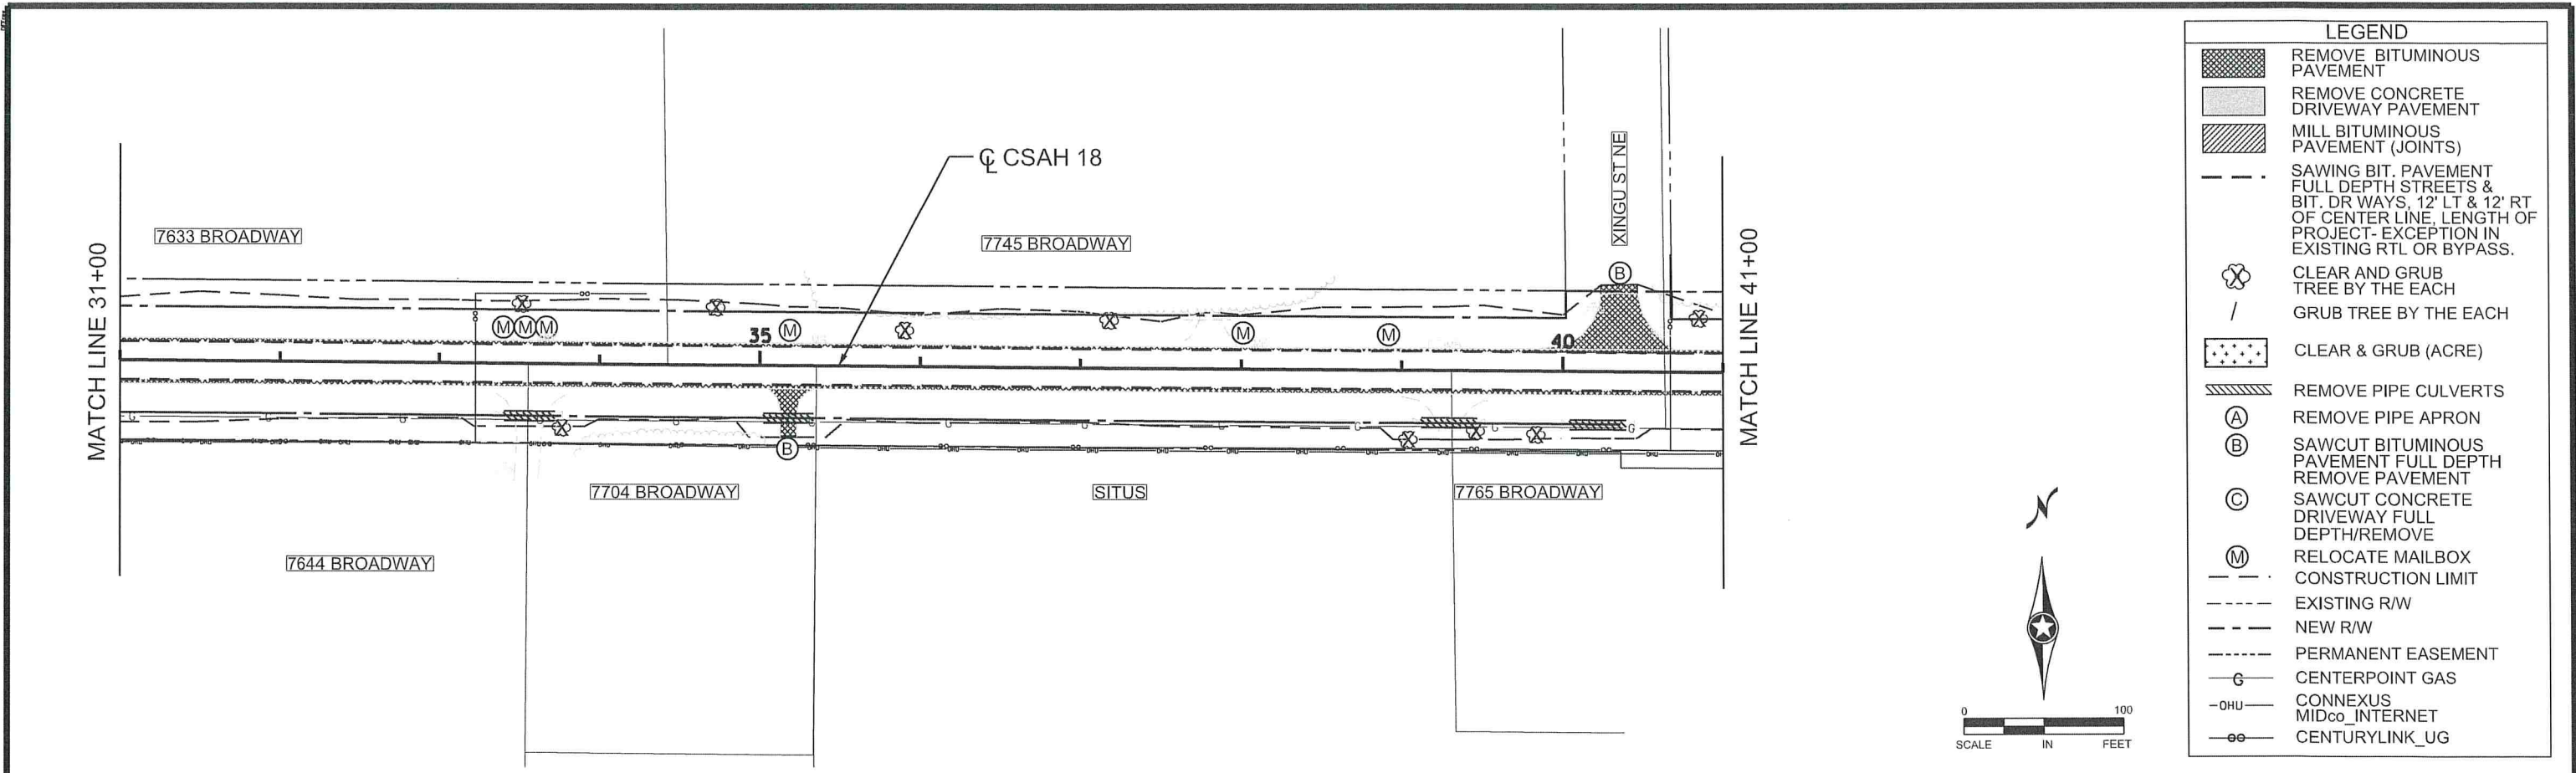 LEGEND
REMOVE BITUMINOUS
PAVEMENT
REMOVE CONCRETE
DRIVEWAY PAVEMENT
MILL BITUMINOUS
PAVEMENT (JOINTS)
SAWING BIT. PAVEMENT
FULL DEPTH STREETS &
BIT. DR WAYS, 12' LT & 12' RT
OF CENTER LINE, LENGTH OF
PROJECT- EXCEPTION IN
EXISTING RTL OR BYPASS.
CLEAR AND GRUB
TREE BY THE EACH
GRUB TREE BY THE EACH
CLEAR & GRUB (ACRE)
REMOVE PIPE CULVERTS
A REMOVE PIPE APRON
B SAWCUT BITUMINOUS
PAVEMENT FULL DEPTH
REMOVE PAVEMENT
C SAWCUT CONCRETE
DRIVEWAY FULL
DEPTH/REMOVE
M RELOCATE MAILBOX
CONSTRUCTION LIMIT
EXISTING R/W
NEW R/W
PERMANENT EASEMENT
G CENTERPOINT GAS
OHU CONNEXUS
MIDco_INTERNET
CENTURYLINK_UG
MATCH LINE 31+00
7633 BROADWAY
℄ CSAH 18
7745 BROADWAY
XINGU ST NE
MATCH LINE 41+00
B
M M M
35
M
M
M
40
B
7704 BROADWAY
SITUS
7765 BROADWAY
7644 BROADWAY
N
0 100
SCALE IN FEET